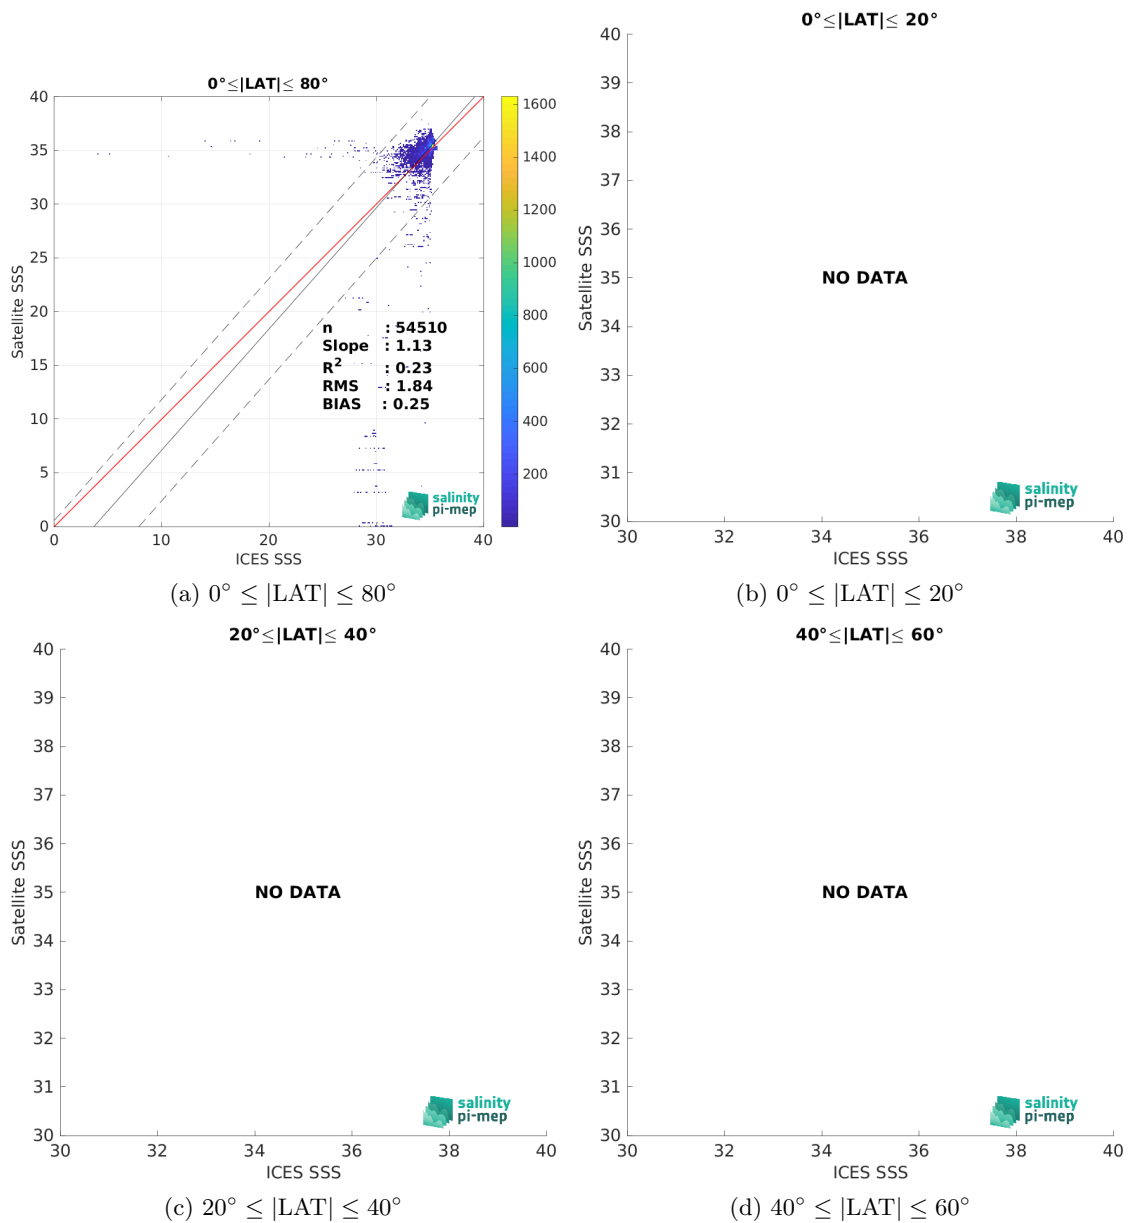 0°≤|LAT|≤ 80°
40
35
30
25
20
15
10
5
0
0
10
20
30
40
Satellite SSS
ICES SSS
n : 54510
Slope : 1.13
R² : 0.23
RMS : 1.84
BIAS : 0.25
1600
1400
1200
1000
800
600
400
200
salinity
pi-mep
(a) 0° ≤ |LAT| ≤ 80°
0°≤|LAT|≤ 20°
40
39
38
37
36
35
34
33
32
31
30
30
32
34
36
38
40
Satellite SSS
ICES SSS
NO DATA
salinity
pi-mep
(b) 0° ≤ |LAT| ≤ 20°
20°≤|LAT|≤ 40°
40
39
38
37
36
35
34
33
32
31
30
30
32
34
36
38
40
Satellite SSS
ICES SSS
NO DATA
salinity
pi-mep
(c) 20° ≤ |LAT| ≤ 40°
40°≤|LAT|≤ 60°
40
39
38
37
36
35
34
33
32
31
30
30
32
34
36
38
40
Satellite SSS
ICES SSS
NO DATA
salinity
pi-mep
(d) 40° ≤ |LAT| ≤ 60°